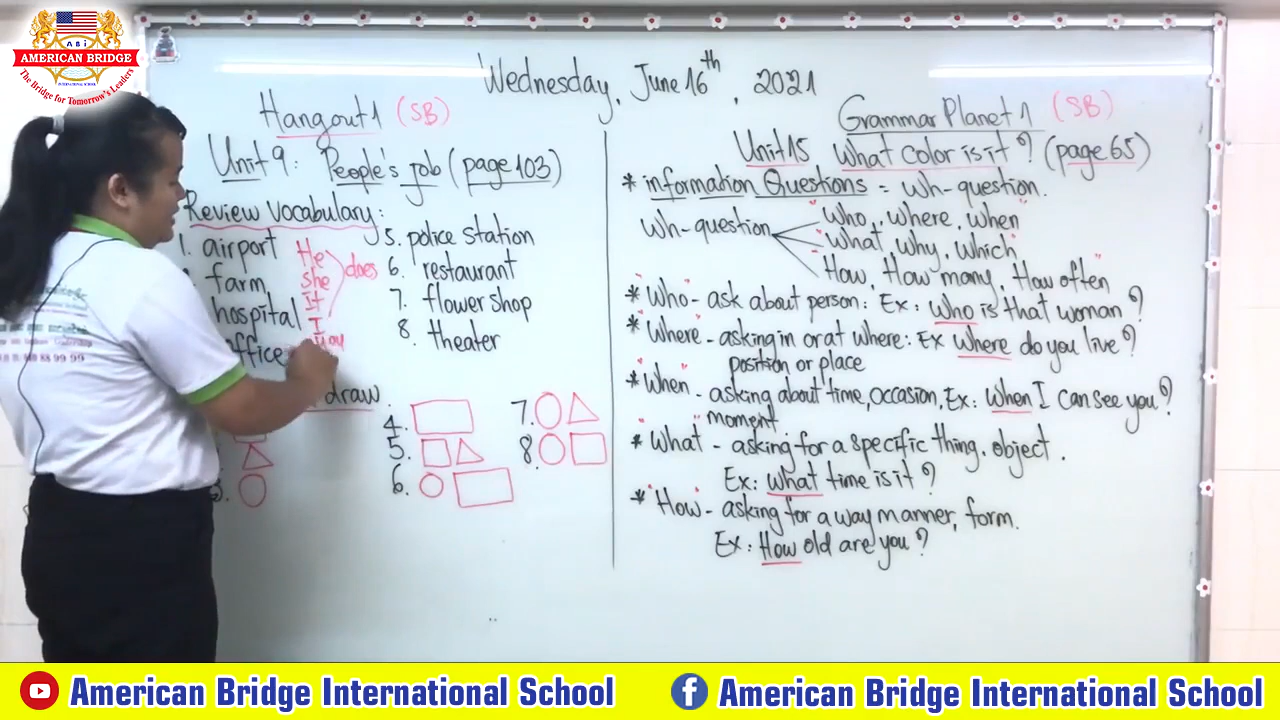 A B i
AMERICAN BRIDGE
INTERNATIONAL SCHOOL
The Bridge for Tomorrow's Leaders
Wednesday, June 16th, 2021
Hangout 1 (SB)
Unit 9: People's job (page 103)
Review Vocabulary:
1. airport
farm
hospital
office
He
She
It
does
I
5. police station
6. restaurant
7. flower shop
8. theater
draw
4.
5.
6.
7.
8.
Grammar Planet 1 (SB)
Unit 15 What color is it? (page 65)
* information Questions = Wh-question.
Wh-question
"Who, where, when"
"What, why, which"
"How, How many, How often"
* "Who" - ask about person: Ex: Who is that woman?
* "Where" - asking in or at where: Ex Where do you live?
position or place
* "When" - asking about time, occasion, Ex: When I can see you?
moment
* "What" - asking for a specific thing. object.
Ex: What time is it?
* "How" - asking for a way manner, form.
Ex: How old are you?
88 99 99
American Bridge International School
American Bridge International School